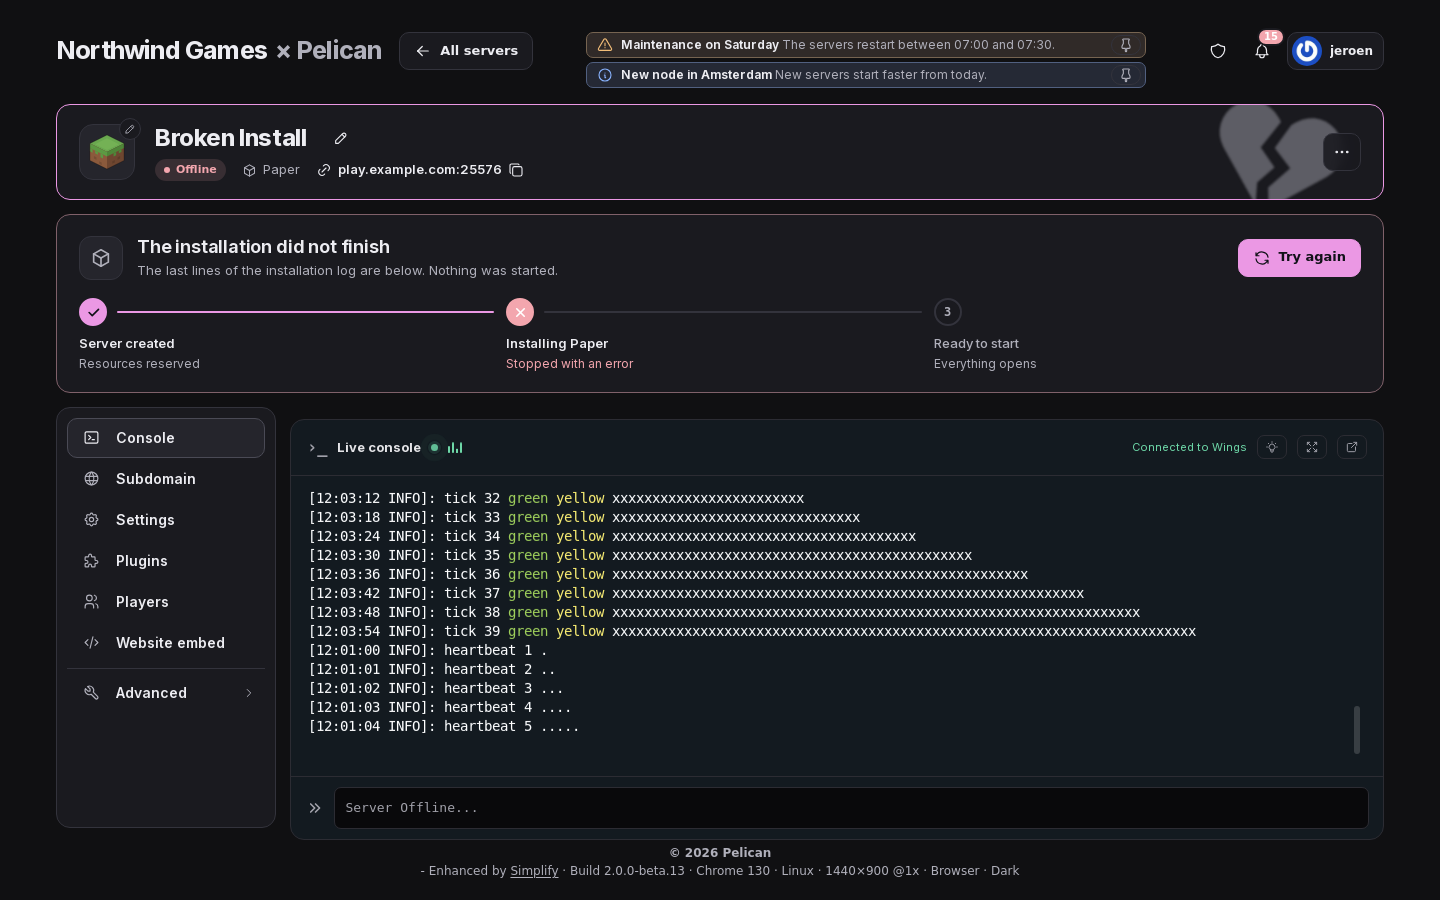 Northwind Games × Pelican
All servers
Maintenance on Saturday The servers restart between 07:00 and 07:30.
New node in Amsterdam New servers start faster from today.
15
jeroen
Broken Install
Offline
Paper
play.example.com:25576
The installation did not finish
The last lines of the installation log are below. Nothing was started.
Try again
3
Server created
Resources reserved
Installing Paper
Stopped with an error
Ready to start
Everything opens
Console
Subdomain
Settings
Plugins
Players
Website embed
Advanced
Live console
Connected to Wings
[12:03:12 INFO]: tick 32 green yellow xxxxxxxxxxxxxxxxxxxxxxxx
[12:03:18 INFO]: tick 33 green yellow xxxxxxxxxxxxxxxxxxxxxxxxxxxxxxx
[12:03:24 INFO]: tick 34 green yellow xxxxxxxxxxxxxxxxxxxxxxxxxxxxxxxxxxxxxx
[12:03:30 INFO]: tick 35 green yellow xxxxxxxxxxxxxxxxxxxxxxxxxxxxxxxxxxxxxxxxxxxxx
[12:03:36 INFO]: tick 36 green yellow xxxxxxxxxxxxxxxxxxxxxxxxxxxxxxxxxxxxxxxxxxxxxxxxxxxx
[12:03:42 INFO]: tick 37 green yellow xxxxxxxxxxxxxxxxxxxxxxxxxxxxxxxxxxxxxxxxxxxxxxxxxxxxxxxxxxx
[12:03:48 INFO]: tick 38 green yellow xxxxxxxxxxxxxxxxxxxxxxxxxxxxxxxxxxxxxxxxxxxxxxxxxxxxxxxxxxxxxxxxxx
[12:03:54 INFO]: tick 39 green yellow xxxxxxxxxxxxxxxxxxxxxxxxxxxxxxxxxxxxxxxxxxxxxxxxxxxxxxxxxxxxxxxxxxxxxxxxx
[12:01:00 INFO]: heartbeat 1 .
[12:01:01 INFO]: heartbeat 2 ..
[12:01:02 INFO]: heartbeat 3 ...
[12:01:03 INFO]: heartbeat 4 ....
[12:01:04 INFO]: heartbeat 5 .....
Server Offline...
© 2026 Pelican
- Enhanced by Simplify · Build 2.0.0-beta.13 · Chrome 130 · Linux · 1440×900 @1x · Browser · Dark